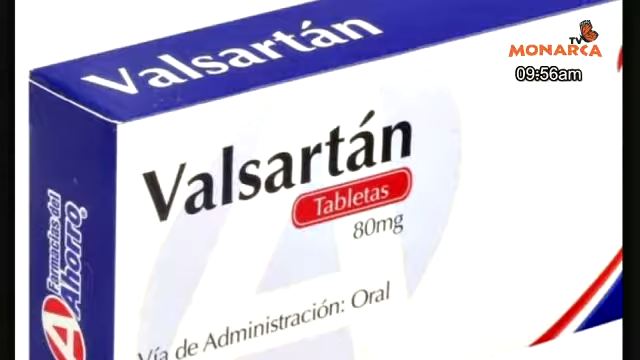 Valsartán
TV
MONARCA
09:56am
Valsartán
Tabletas
80mg
Vía de Administración: Oral
Farmacias del
Ahorro